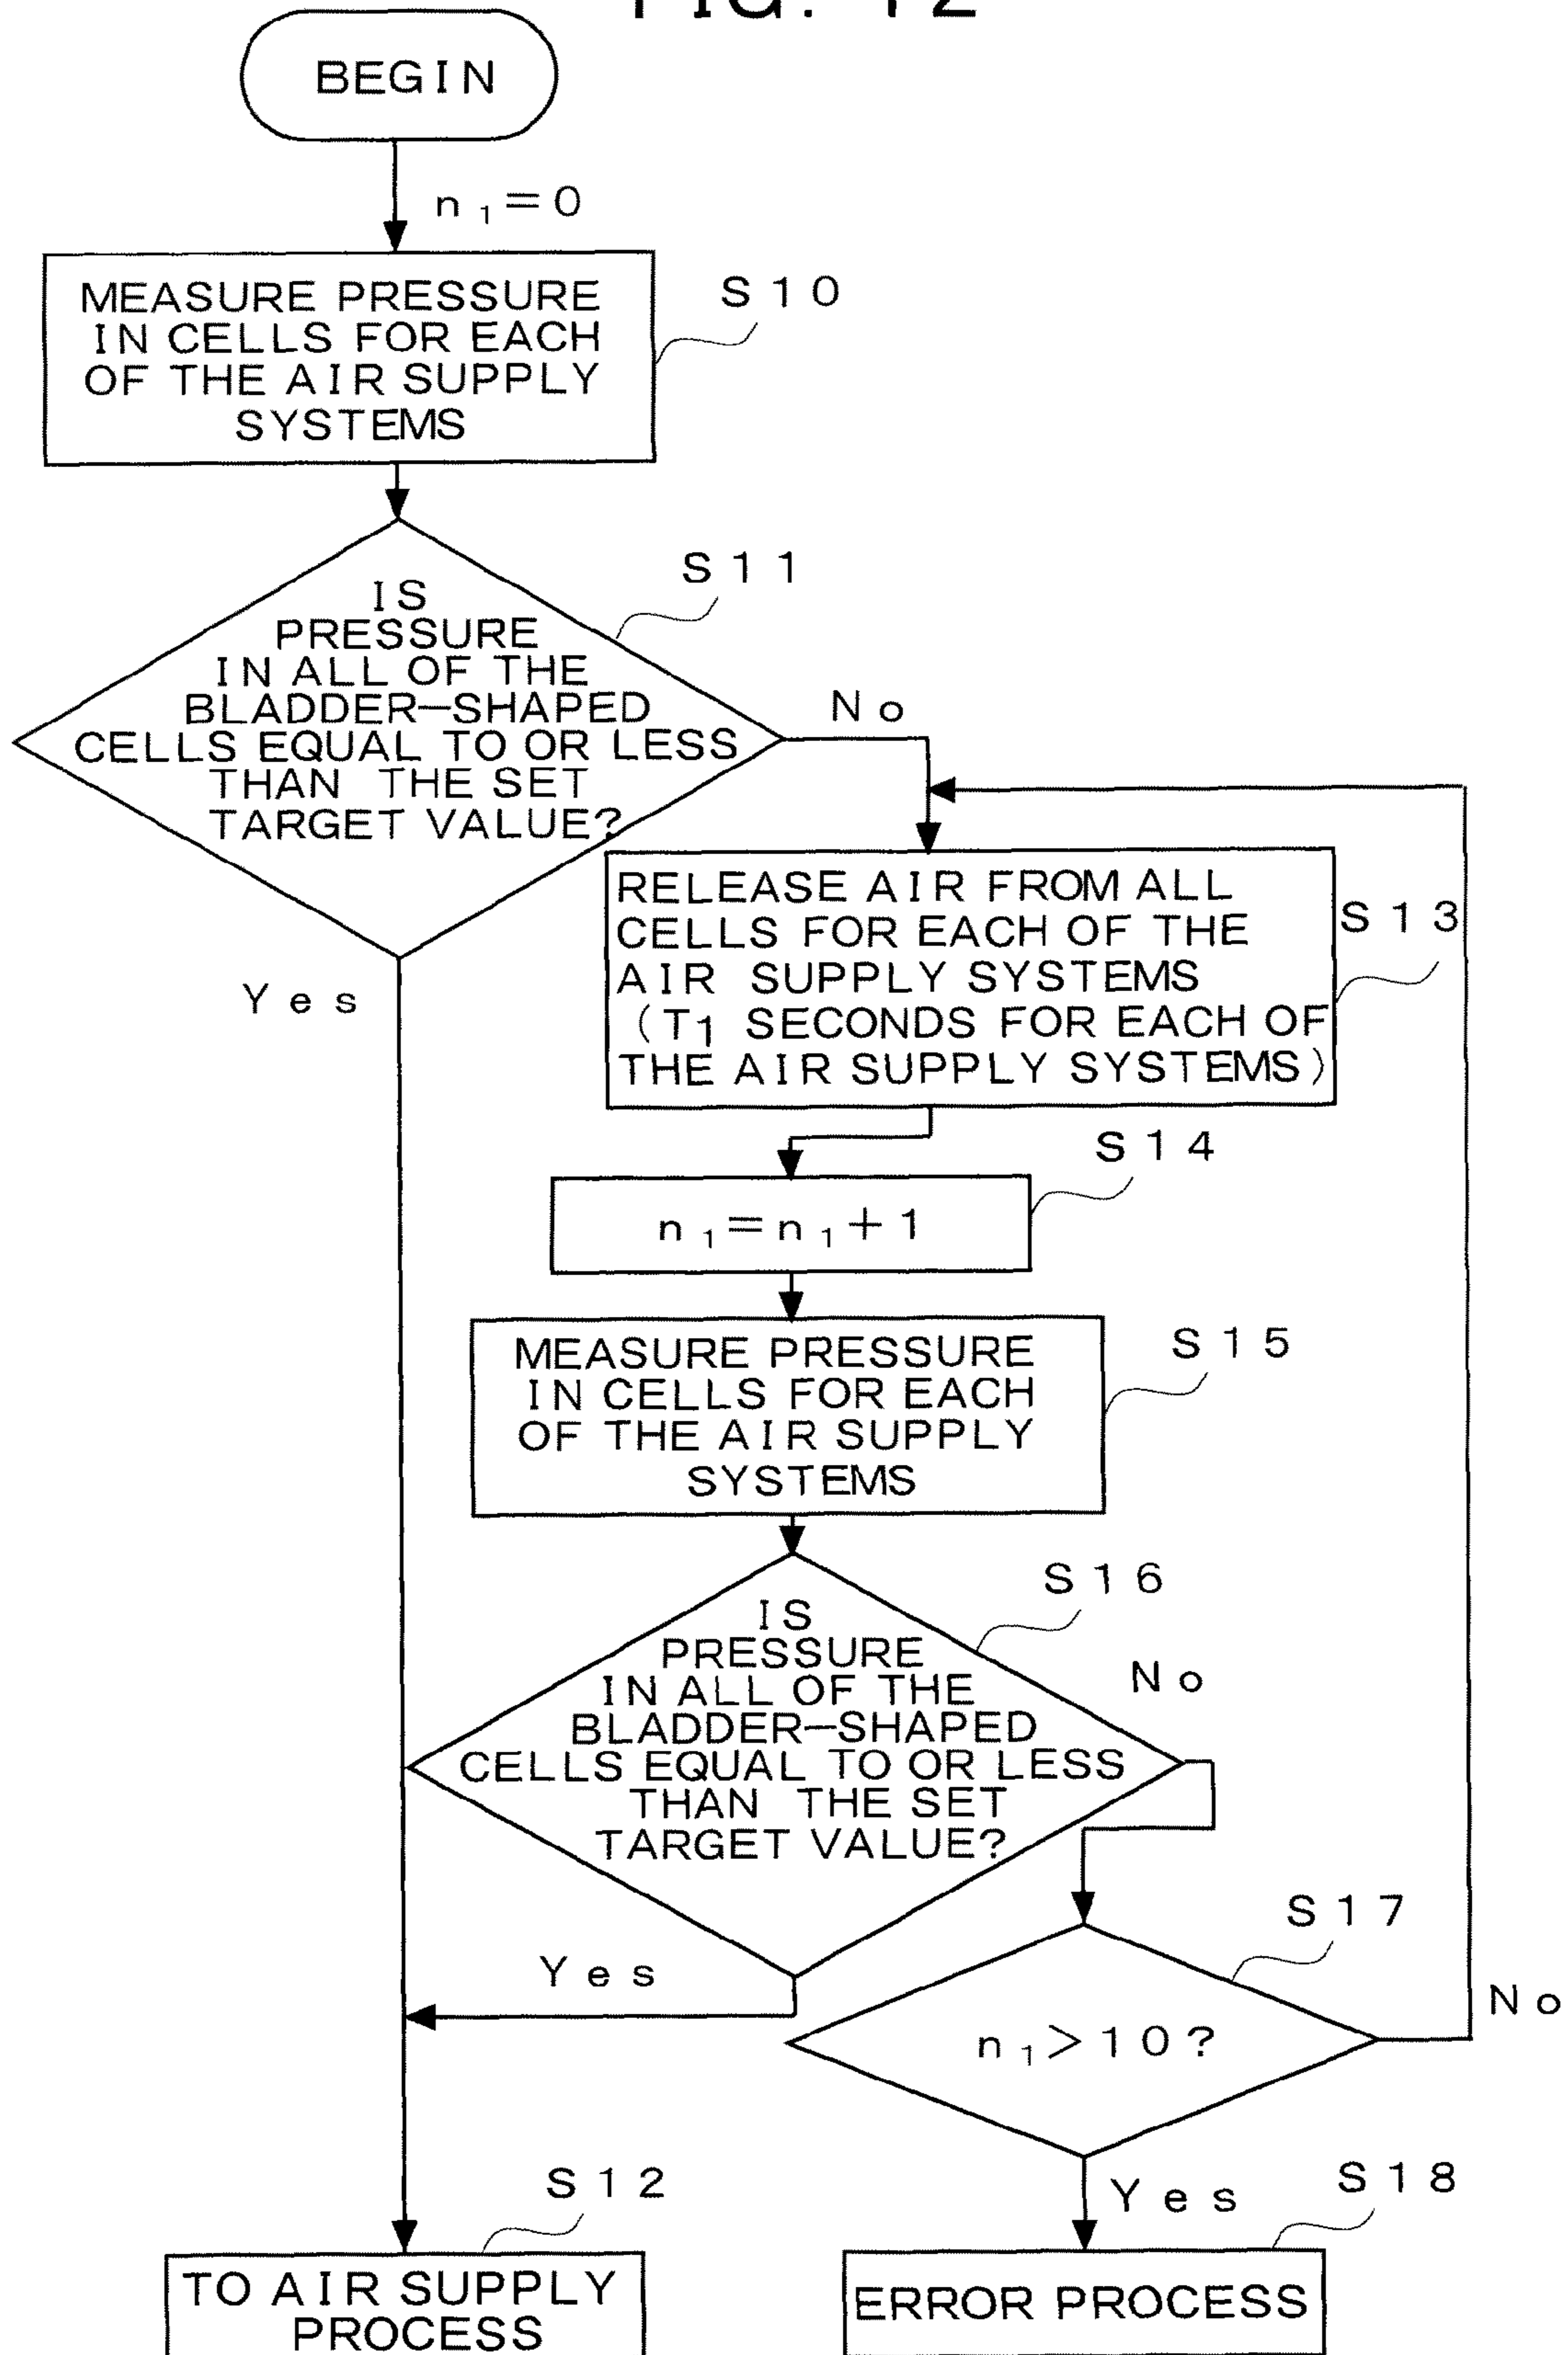 FIG. 12
BEGIN
n₁=0
MEASURE PRESSURE
IN CELLS FOR EACH
OF THE AIR SUPPLY
SYSTEMS
S10
IS
PRESSURE
IN ALL OF THE
BLADDER-SHAPED
CELLS EQUAL TO OR LESS
THAN THE SET
TARGET VALUE?
S11
No
Yes
RELEASE AIR FROM ALL
CELLS FOR EACH OF THE
AIR SUPPLY SYSTEMS
(T1 SECONDS FOR EACH OF
THE AIR SUPPLY SYSTEMS)
S13
n₁=n₁+1
S14
MEASURE PRESSURE
IN CELLS FOR EACH
OF THE AIR SUPPLY
SYSTEMS
S15
IS
PRESSURE
IN ALL OF THE
BLADDER-SHAPED
CELLS EQUAL TO OR LESS
THAN THE SET
TARGET VALUE?
S16
No
Yes
n₁>10?
S17
No
Yes
TO AIR SUPPLY
PROCESS
S12
ERROR PROCESS
S18